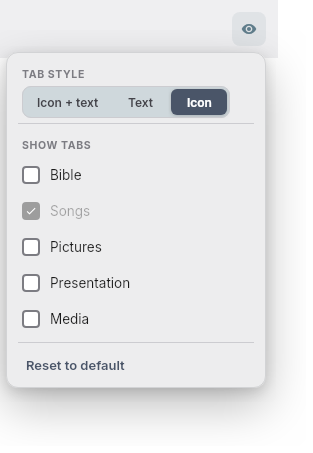 TAB STYLE
Icon + text Text Icon
SHOW TABS
Bible
Songs
Pictures
Presentation
Media
Reset to default